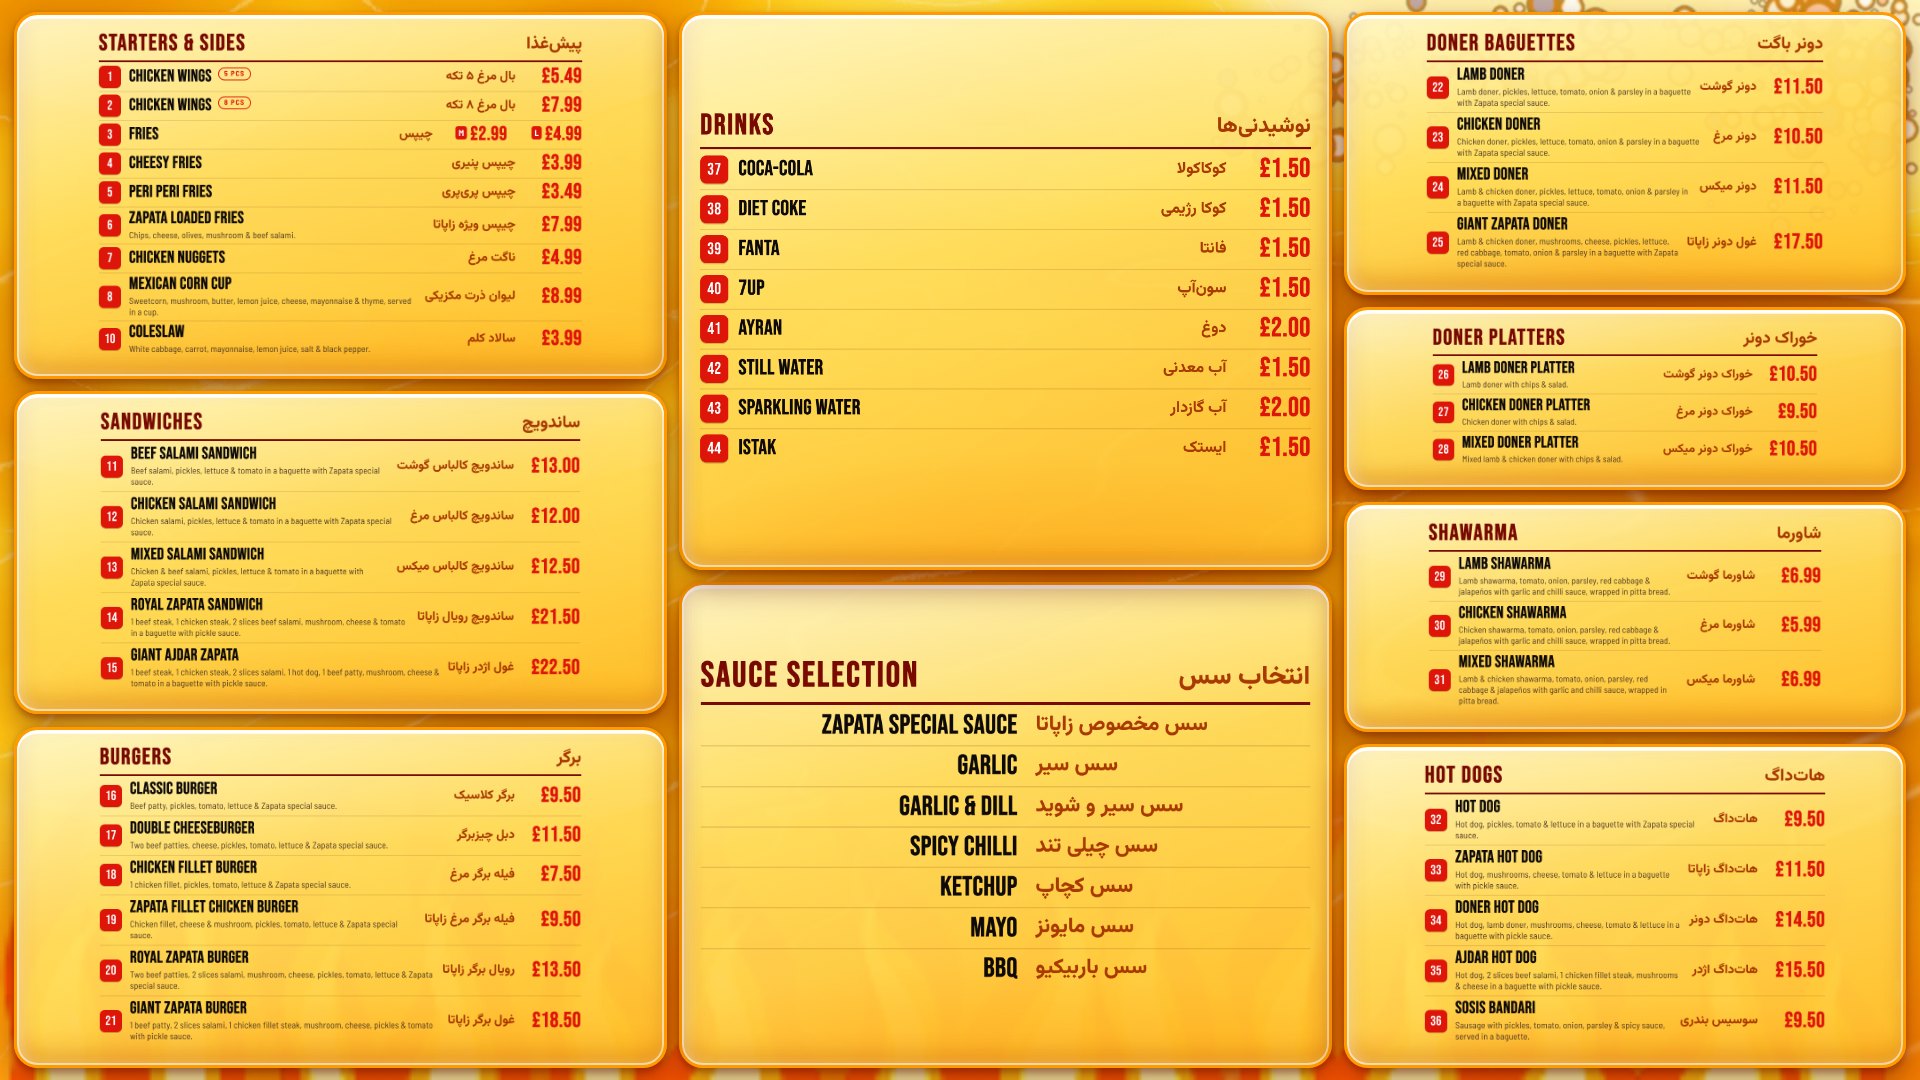 STARTERS & SIDES پیش‌غذا
1 CHICKEN WINGS 5 PCS بال مرغ ۵ تکه £5.49
2 CHICKEN WINGS 8 PCS بال مرغ ۸ تکه £7.99
3 FRIES چیپس M £2.99 L £4.99
4 CHEESY FRIES چیپس پنیری £3.99
5 PERI PERI FRIES چیپس پری‌پری £3.49
6 ZAPATA LOADED FRIES چیپس ویژه زاپاتا £7.99
Chips, cheese, olives, mushroom & beef salami.
7 CHICKEN NUGGETS ناگت مرغ £4.99
8 MEXICAN CORN CUP لیوان ذرت مکزیکی £8.99
Sweetcorn, mushroom, butter, lemon juice, cheese, mayonnaise & thyme, served
in a cup.
10 COLESLAW سالاد کلم £3.99
White cabbage, carrot, mayonnaise, lemon juice, salt & black pepper.
SANDWICHES ساندویچ
11 BEEF SALAMI SANDWICH ساندویچ کالباس گوشت £13.00
Beef salami, pickles, lettuce & tomato in a baguette with Zapata special
sauce.
12 CHICKEN SALAMI SANDWICH ساندویچ کالباس مرغ £12.00
Chicken salami, pickles, lettuce & tomato in a baguette with Zapata special
sauce.
13 MIXED SALAMI SANDWICH ساندویچ کالباس میکس £12.50
Chicken & beef salami, pickles, lettuce & tomato in a baguette with
Zapata special sauce.
14 ROYAL ZAPATA SANDWICH ساندویچ رویال زاپاتا £21.50
1 beef steak, 1 chicken steak, 2 slices beef salami, mushroom, cheese & tomato
in a baguette with pickle sauce.
15 GIANT AJDAR ZAPATA غول اژدر زاپاتا £22.50
1 beef steak, 1 chicken steak, 2 slices salami, 1 hot dog, 1 beef patty, mushroom, cheese &
tomato in a baguette with pickle sauce.
BURGERS برگر
16 CLASSIC BURGER برگر کلاسیک £9.50
Beef patty, pickles, tomato, lettuce & Zapata special sauce.
17 DOUBLE CHEESEBURGER دبل چیزبرگر £11.50
Two beef patties, cheese, pickles, tomato, lettuce & Zapata special sauce.
18 CHICKEN FILLET BURGER فیله برگر مرغ £7.50
1 chicken fillet, pickles, tomato, lettuce & Zapata special sauce.
19 ZAPATA FILLET CHICKEN BURGER فیله برگر مرغ زاپاتا £9.50
Chicken fillet, cheese & mushroom, pickles, tomato, lettuce & Zapata special
sauce.
20 ROYAL ZAPATA BURGER رویال برگر زاپاتا £13.50
Two beef patties, 2 slices salami, mushroom, cheese, pickles, tomato, lettuce & Zapata
special sauce.
21 GIANT ZAPATA BURGER غول برگر زاپاتا £18.50
1 beef patty, 2 slices salami, 1 chicken fillet steak, mushroom, cheese, pickles & tomato
with pickle sauce.
DRINKS نوشیدنی‌ها
37 COCA-COLA کوکاکولا £1.50
38 DIET COKE کوکا رژیمی £1.50
39 FANTA فانتا £1.50
40 7UP سون‌آپ £1.50
41 AYRAN دوغ £2.00
42 STILL WATER آب معدنی £1.50
43 SPARKLING WATER آب گازدار £2.00
44 ISTAK ایستک £1.50
SAUCE SELECTION انتخاب سس
ZAPATA SPECIAL SAUCE سس مخصوص زاپاتا
GARLIC سس سیر
GARLIC & DILL سس سیر و شوید
SPICY CHILLI سس چیلی تند
KETCHUP سس کچاپ
MAYO سس مایونز
BBQ سس باربیکیو
DONER BAGUETTES دونر باگت
22 LAMB DONER دونر گوشت £11.50
Lamb doner, pickles, lettuce, tomato, onion & parsley in a baguette
with Zapata special sauce.
23 CHICKEN DONER دونر مرغ £10.50
Chicken doner, pickles, lettuce, tomato, onion & parsley in a baguette
with Zapata special sauce.
24 MIXED DONER دونر میکس £11.50
Lamb & chicken doner, pickles, lettuce, tomato, onion & parsley in
a baguette with Zapata special sauce.
25 GIANT ZAPATA DONER غول دونر زاپاتا £17.50
Lamb & chicken doner, mushrooms, cheese, pickles, lettuce,
red cabbage, tomato, onion & parsley in a baguette with Zapata
special sauce.
DONER PLATTERS خوراک دونر
26 LAMB DONER PLATTER خوراک دونر گوشت £10.50
Lamb doner with chips & salad.
27 CHICKEN DONER PLATTER خوراک دونر مرغ £9.50
Chicken doner with chips & salad.
28 MIXED DONER PLATTER خوراک دونر میکس £10.50
Mixed lamb & chicken doner with chips & salad.
SHAWARMA شاورما
29 LAMB SHAWARMA شاورما گوشت £6.99
Lamb shawarma, tomato, onion, parsley, red cabbage &
jalapeños with garlic and chilli sauce, wrapped in pitta bread.
30 CHICKEN SHAWARMA شاورما مرغ £5.99
Chicken shawarma, tomato, onion, parsley, red cabbage &
jalapeños with garlic and chilli sauce, wrapped in pitta bread.
31 MIXED SHAWARMA شاورما میکس £6.99
Lamb & chicken shawarma, tomato, onion, parsley, red
cabbage & jalapeños with garlic and chilli sauce, wrapped in
pitta bread.
HOT DOGS هات‌داگ
32 HOT DOG هات‌داگ £9.50
Hot dog, pickles, tomato & lettuce in a baguette with Zapata special
sauce.
33 ZAPATA HOT DOG هات‌داگ زاپاتا £11.50
Hot dog, mushrooms, cheese, tomato & lettuce in a baguette
with pickle sauce.
34 DONER HOT DOG هات‌داگ دونر £14.50
Hot dog, lamb doner, mushrooms, cheese, tomato & lettuce in a
baguette with pickle sauce.
35 AJDAR HOT DOG هات‌داگ اژدر £15.50
Hot dog, 2 slices beef salami, 1 chicken fillet steak, mushrooms
& cheese in a baguette with pickle sauce.
36 SOSIS BANDARI سوسیس بندری £9.50
Sausage with pickles, tomato, onion, parsley & spicy sauce,
served in a baguette.